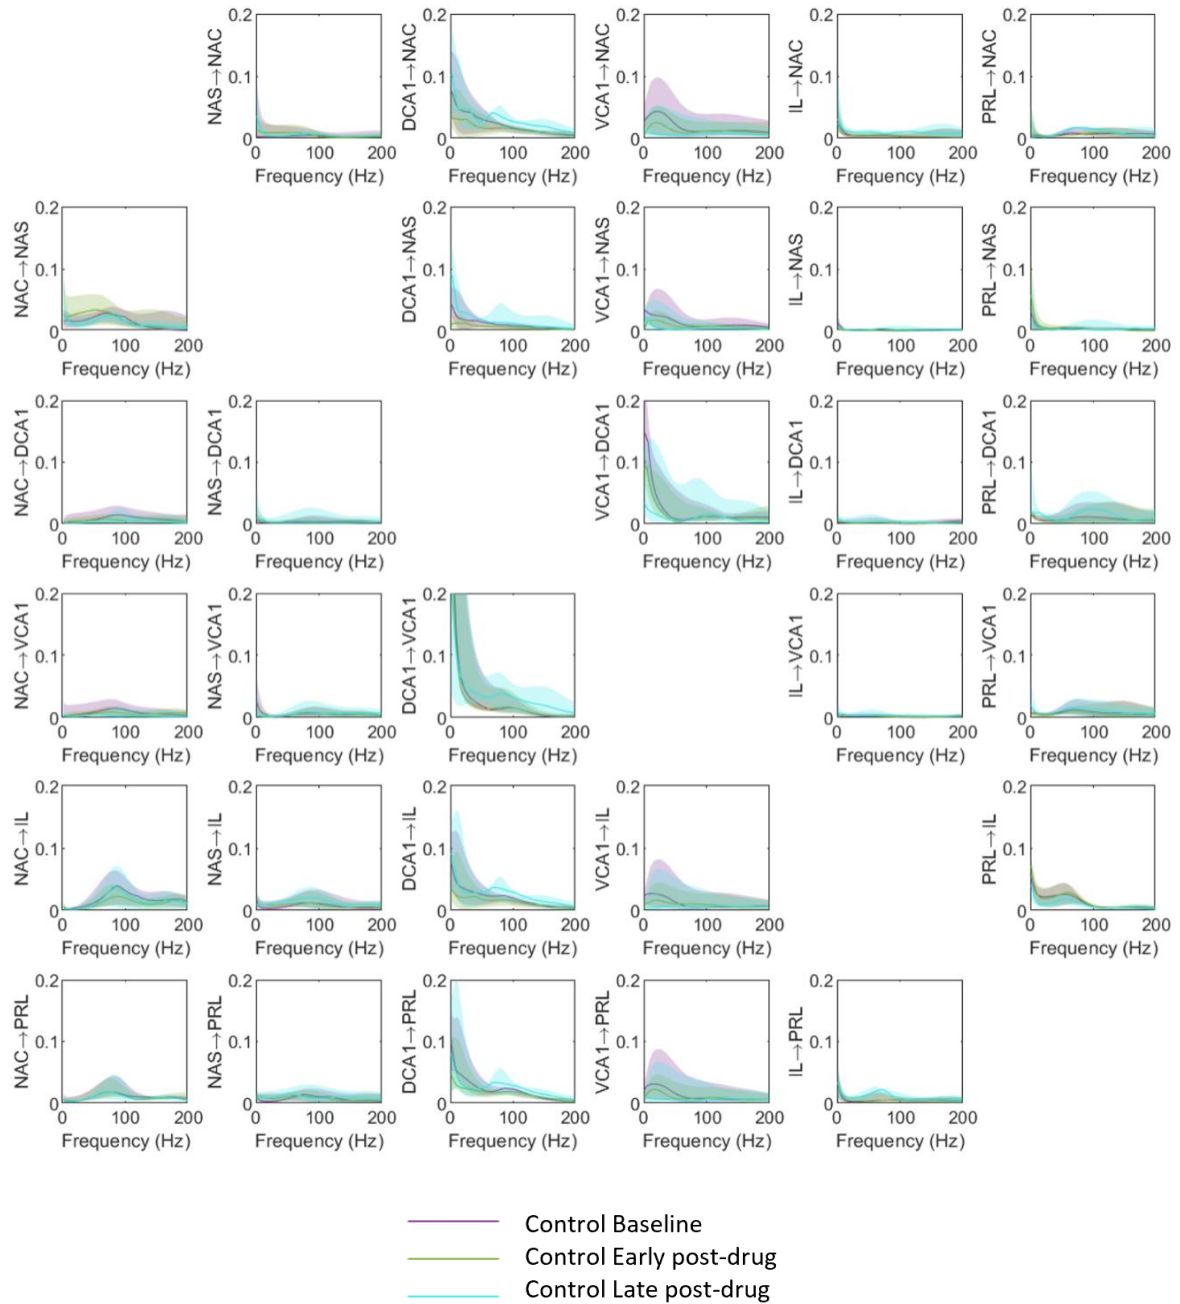 0.2 0.2 0.2 0.2 0.2
NAS→NAC DCA1→NAC VCA1→NAC IL→NAC PRL→NAC
0.1 0.1 0.1 0.1 0.1
0 0 0 0 0
0 100 200 0 100 200 0 100 200 0 100 200 0 100 200
Frequency (Hz) Frequency (Hz) Frequency (Hz) Frequency (Hz) Frequency (Hz)
0.2 0.2 0.2 0.2 0.2
NAC→NAS DCA1→NAS VCA1→NAS IL→NAS PRL→NAS
0.1 0.1 0.1 0.1 0.1
0 0 0 0 0
0 100 200 0 100 200 0 100 200 0 100 200 0 100 200
Frequency (Hz) Frequency (Hz) Frequency (Hz) Frequency (Hz) Frequency (Hz)
0.2 0.2 0.2 0.2 0.2
NAC→DCA1 NAS→DCA1 VCA1→DCA1 IL→DCA1 PRL→DCA1
0.1 0.1 0.1 0.1 0.1
0 0 0 0 0
0 100 200 0 100 200 0 100 200 0 100 200 0 100 200
Frequency (Hz) Frequency (Hz) Frequency (Hz) Frequency (Hz) Frequency (Hz)
0.2 0.2 0.2 0.2 0.2
NAC→VCA1 NAS→VCA1 DCA1→VCA1 IL→VCA1 PRL→VCA1
0.1 0.1 0.1 0.1 0.1
0 0 0 0 0
0 100 200 0 100 200 0 100 200 0 100 200 0 100 200
Frequency (Hz) Frequency (Hz) Frequency (Hz) Frequency (Hz) Frequency (Hz)
0.2 0.2 0.2 0.2 0.2
NAC→IL NAS→IL DCA1→IL VCA1→IL PRL→IL
0.1 0.1 0.1 0.1 0.1
0 0 0 0 0
0 100 200 0 100 200 0 100 200 0 100 200 0 100 200
Frequency (Hz) Frequency (Hz) Frequency (Hz) Frequency (Hz) Frequency (Hz)
0.2 0.2 0.2 0.2 0.2
NAC→PRL NAS→PRL DCA1→PRL VCA1→PRL IL→PRL
0.1 0.1 0.1 0.1 0.1
0 0 0 0 0
0 100 200 0 100 200 0 100 200 0 100 200 0 100 200
Frequency (Hz) Frequency (Hz) Frequency (Hz) Frequency (Hz) Frequency (Hz)
Control Baseline
Control Early post-drug
Control Late post-drug